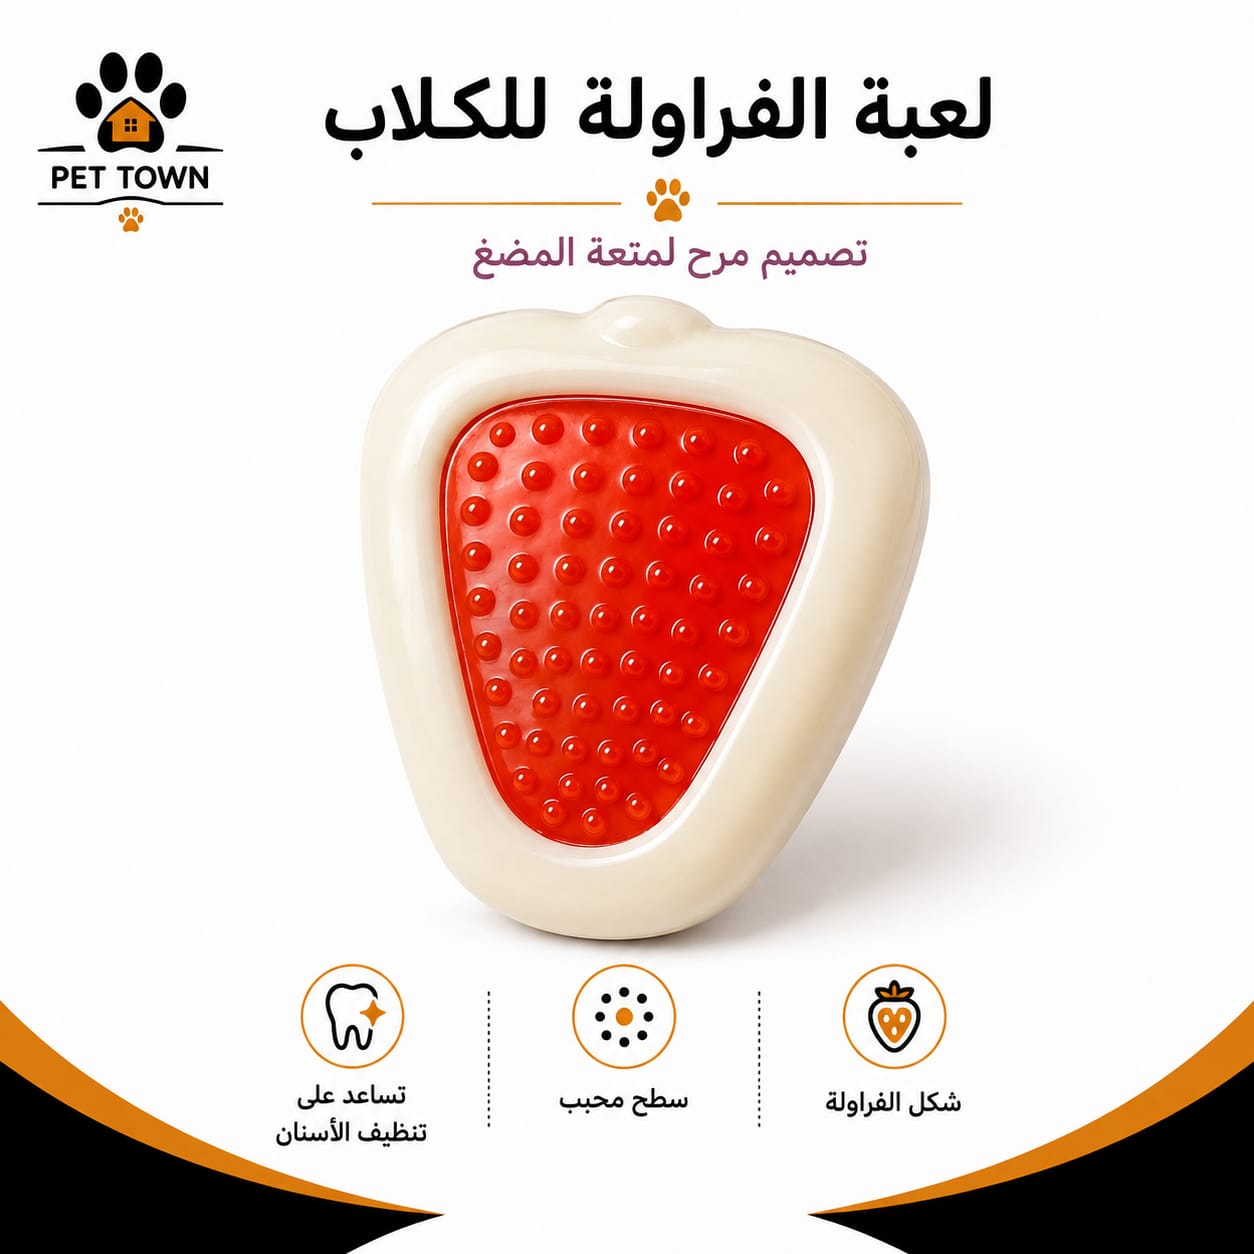 PET TOWN
لعبة الفراولة للكلاب
تصميم مرح لمتعة المضغ
شكل الفراولة
سطح محبب
تساعد على
تنظيف الأسنان